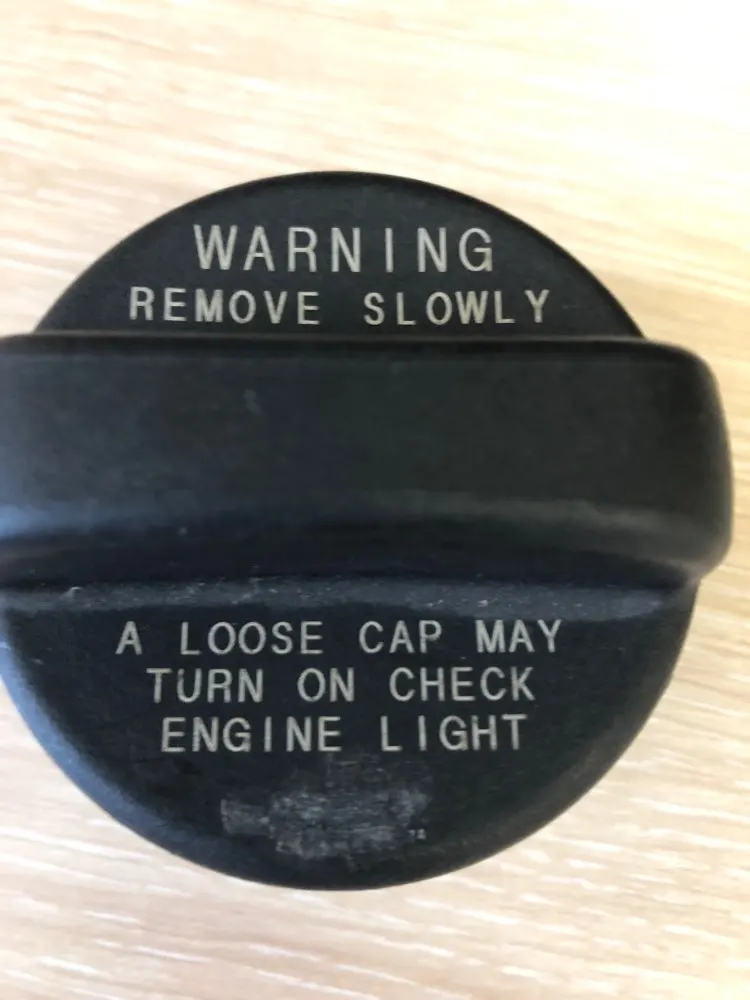 WARNING
REMOVE SLOWLY
A LOOSE CAP MAY
TURN ON CHECK
ENGINE LIGHT